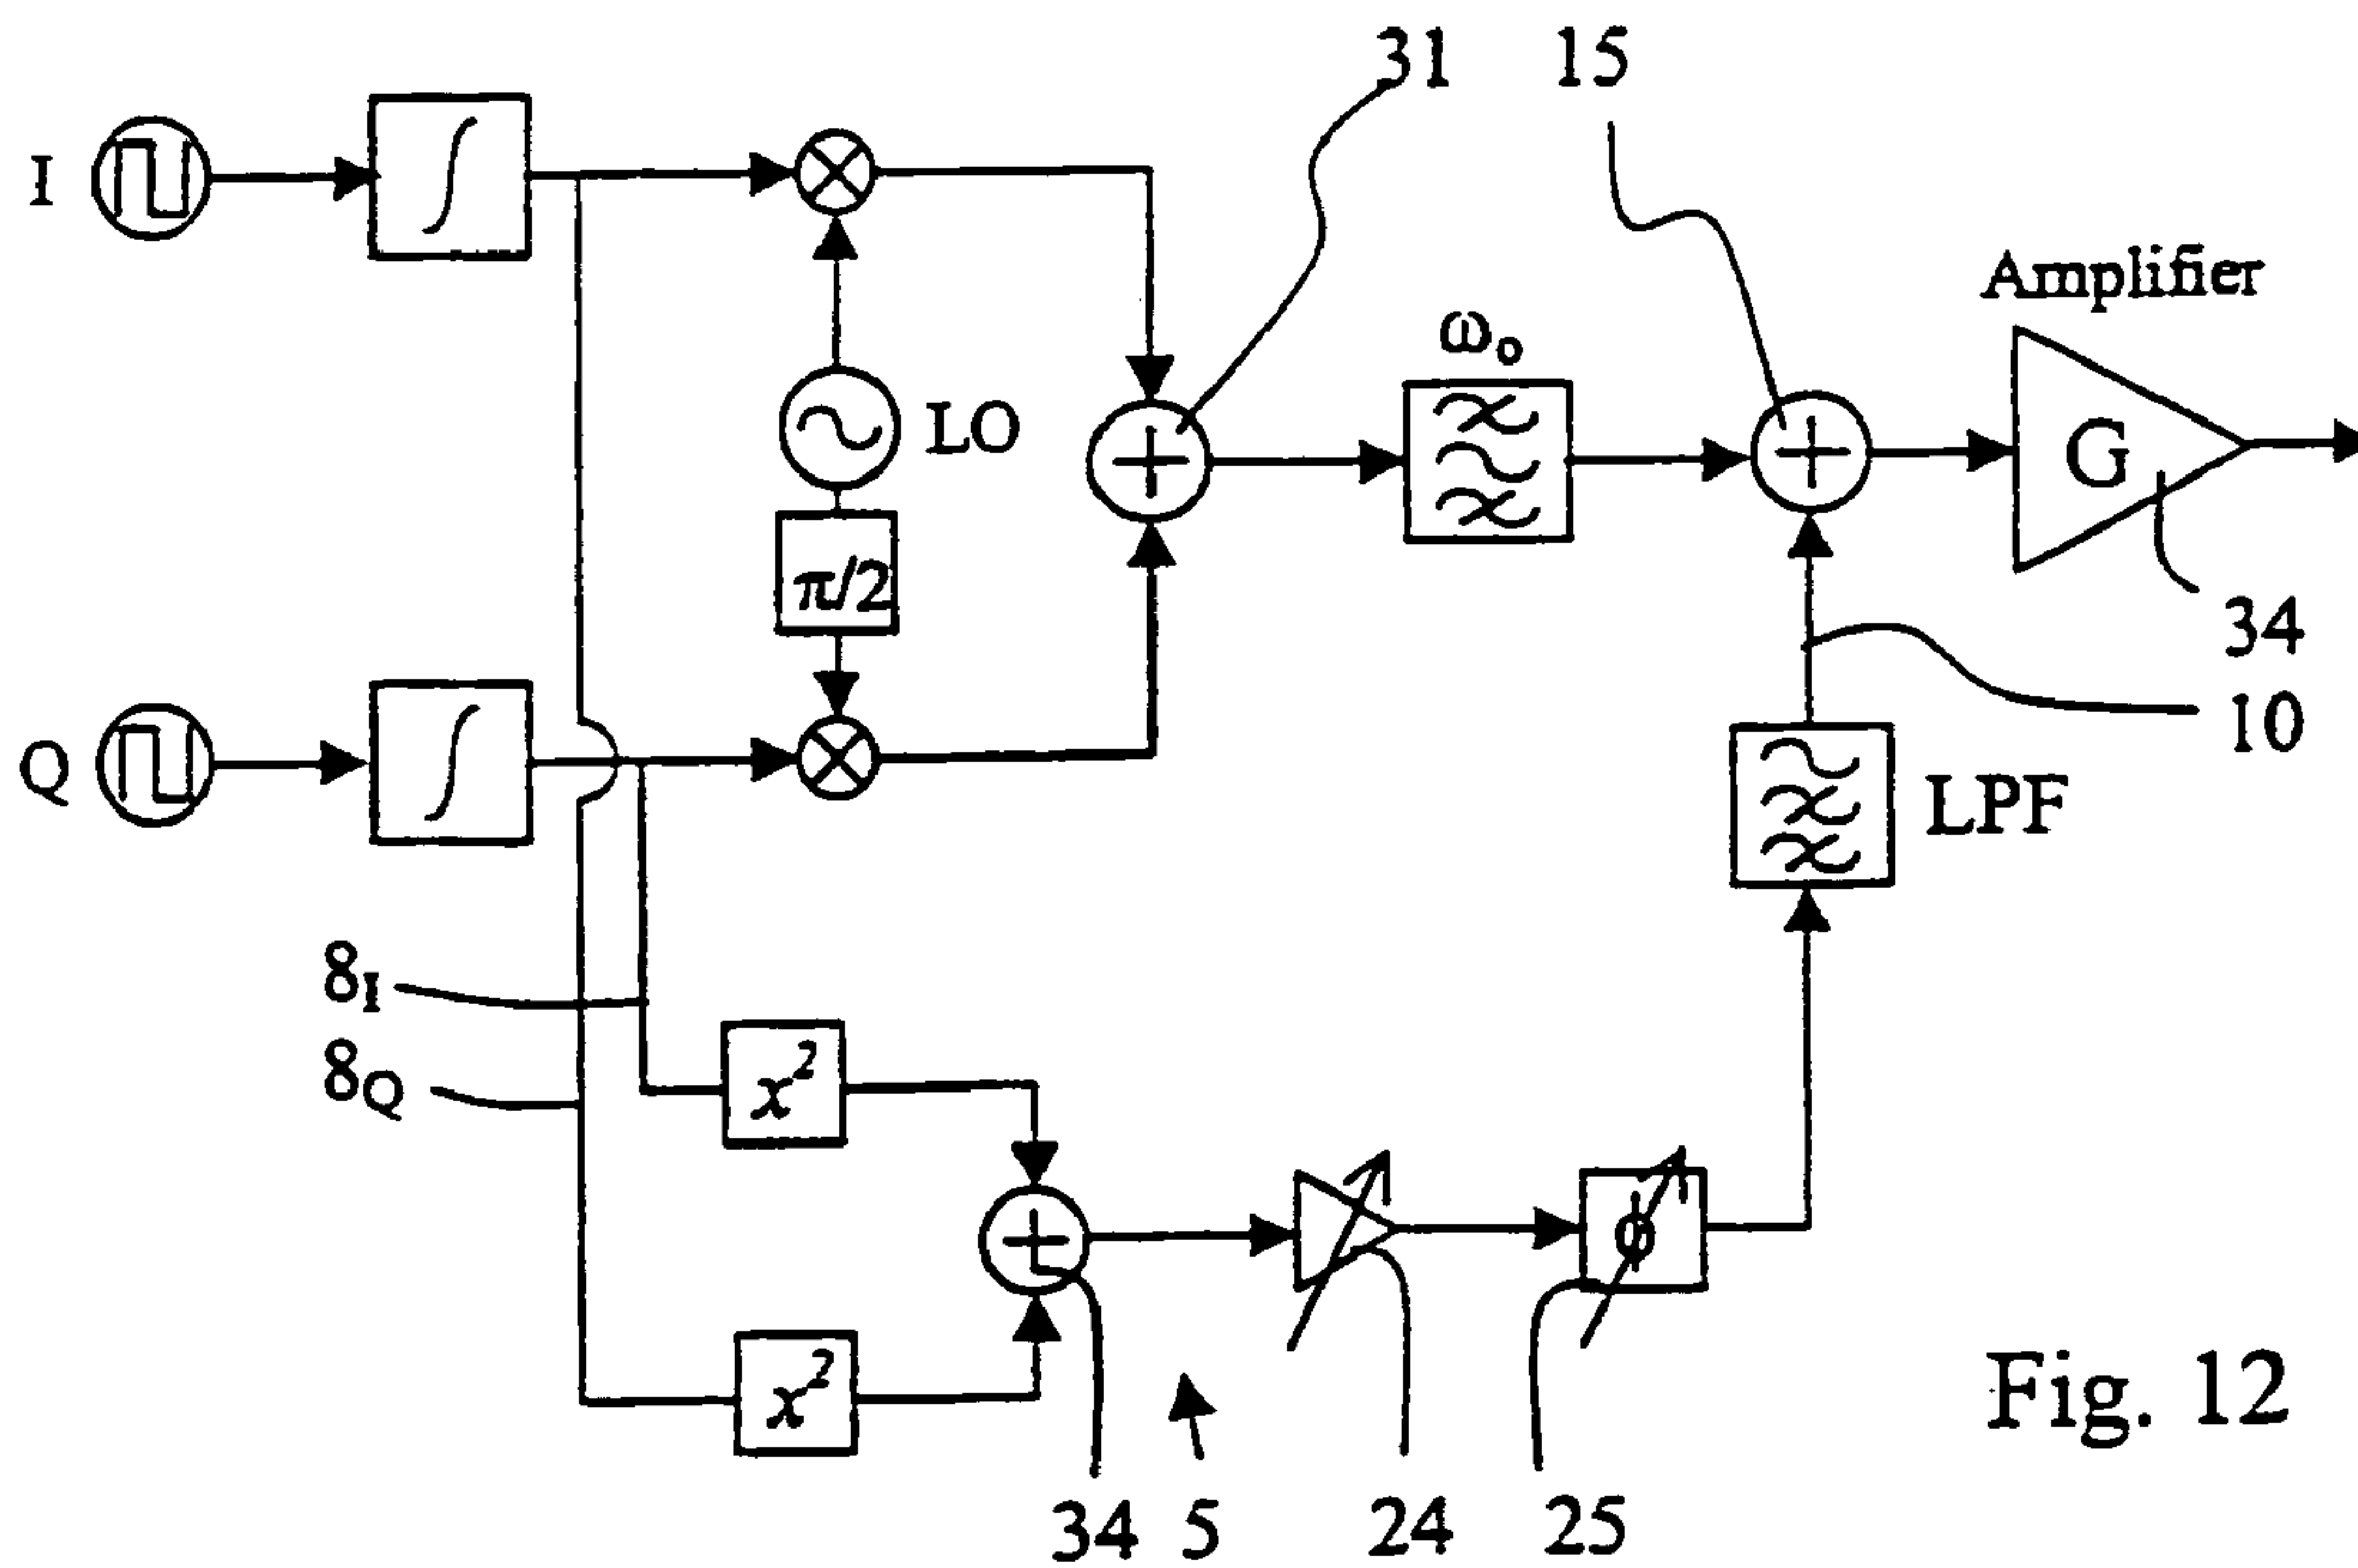 31
15
I
∫
Amplifier
ω₀
LO
G
π/2
34
10
Q
∫
LPF
8I
8Q
x²
ϕ
x²
Fig. 12
34
5
24
25